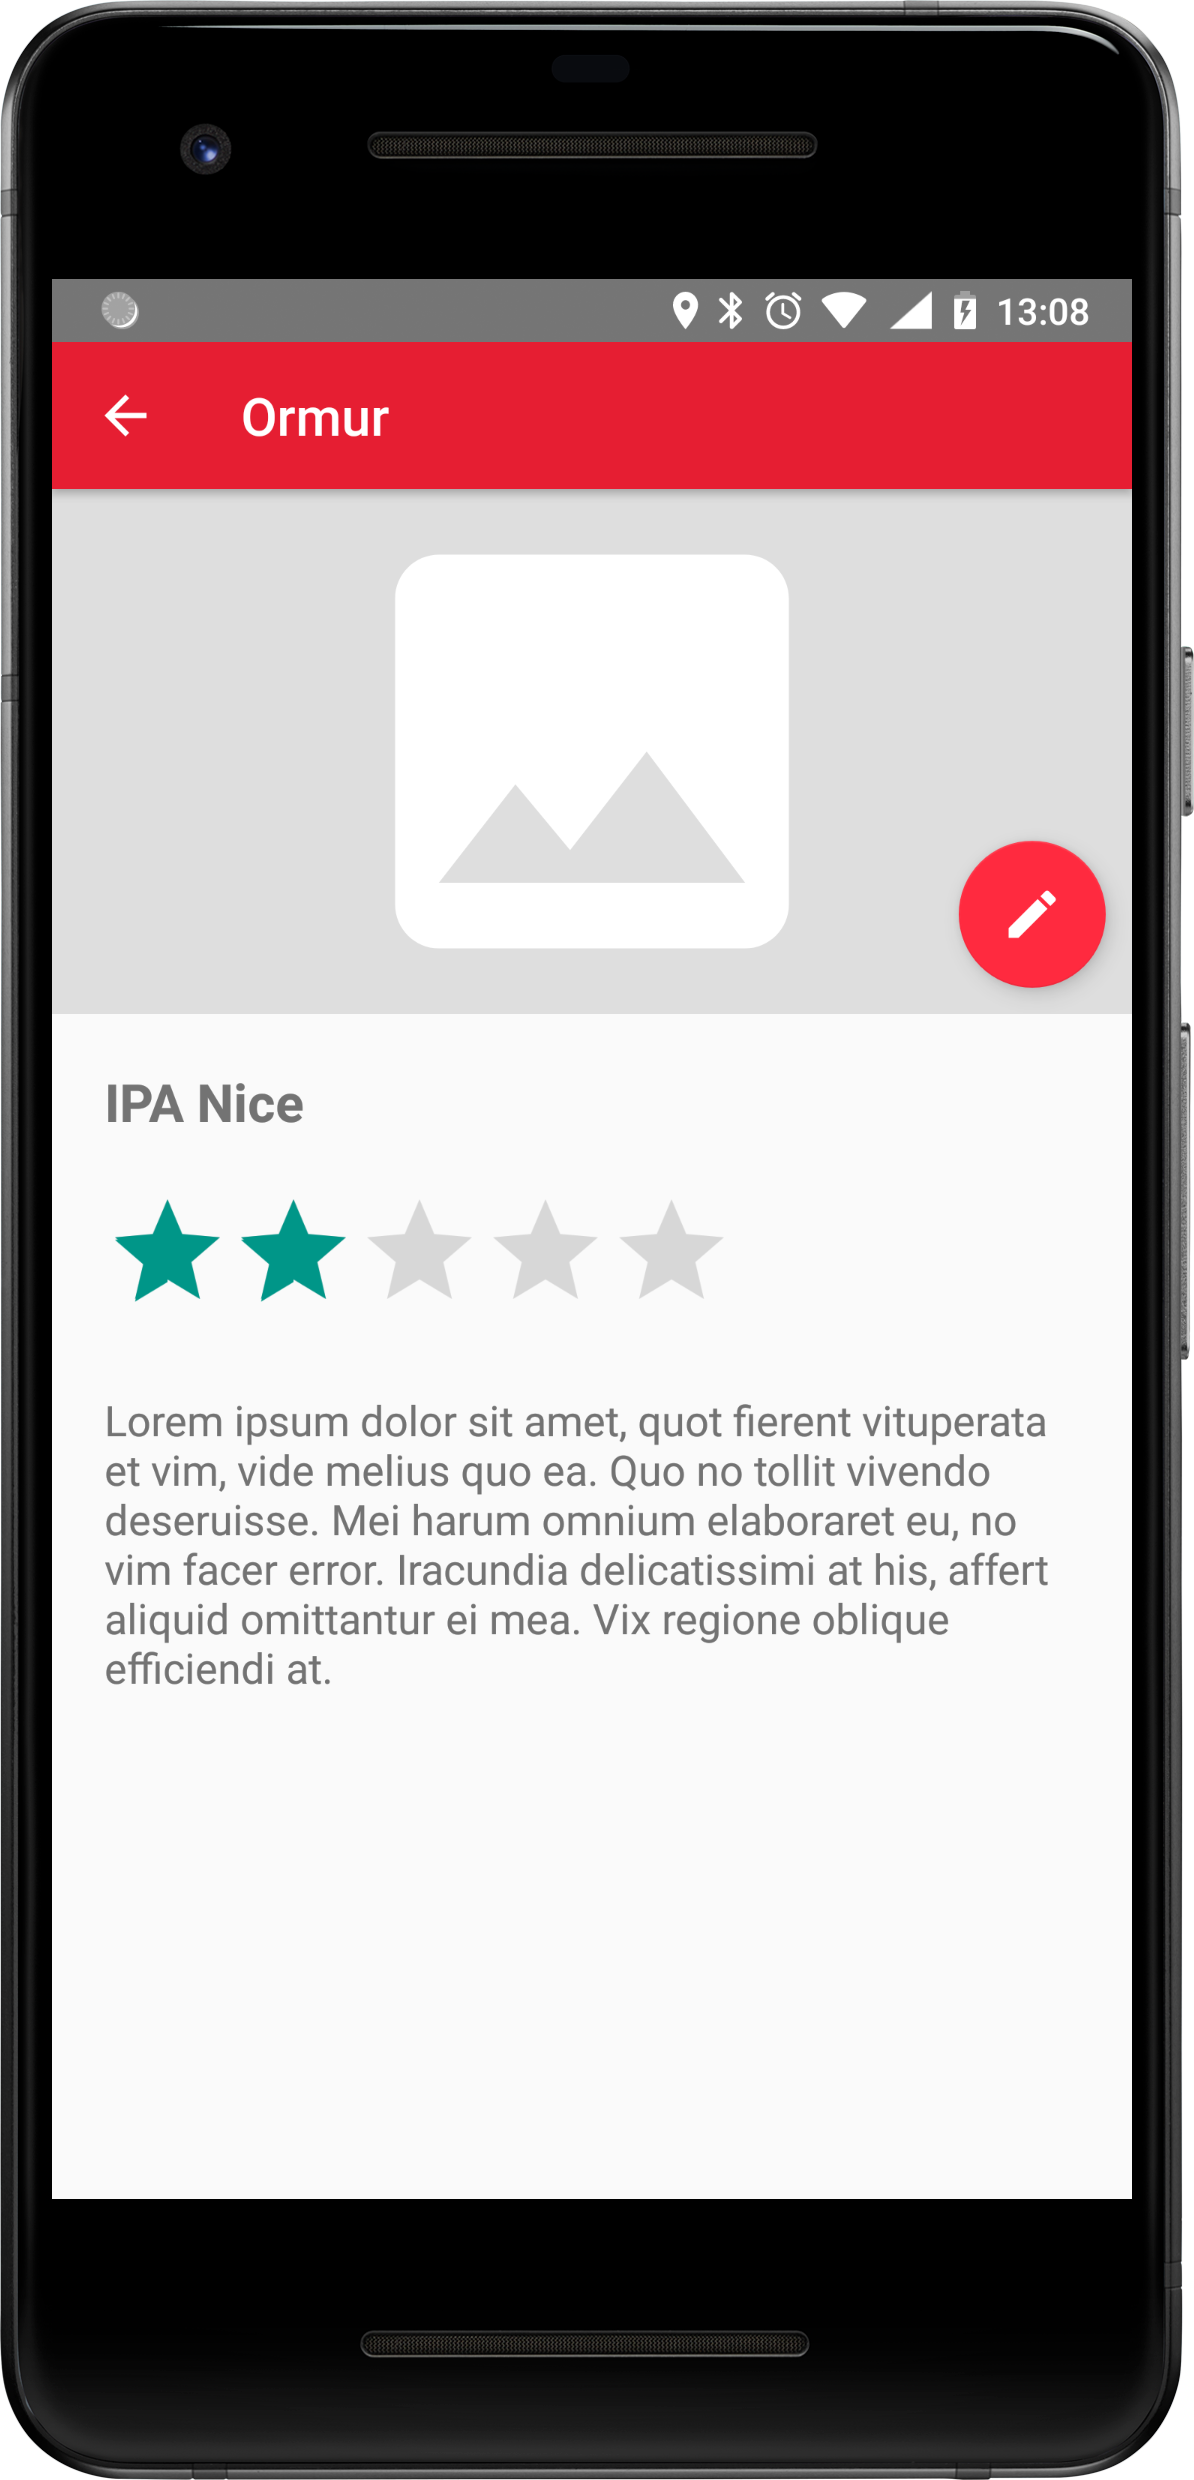 13:08
Ormur
IPA Nice
Lorem ipsum dolor sit amet, quot fierent vituperata
et vim, vide melius quo ea. Quo no tollit vivendo
deseruisse. Mei harum omnium elaboraret eu, no
vim facer error. Iracundia delicatissimi at his, affert
aliquid omittantur ei mea. Vix regione oblique
efficiendi at.